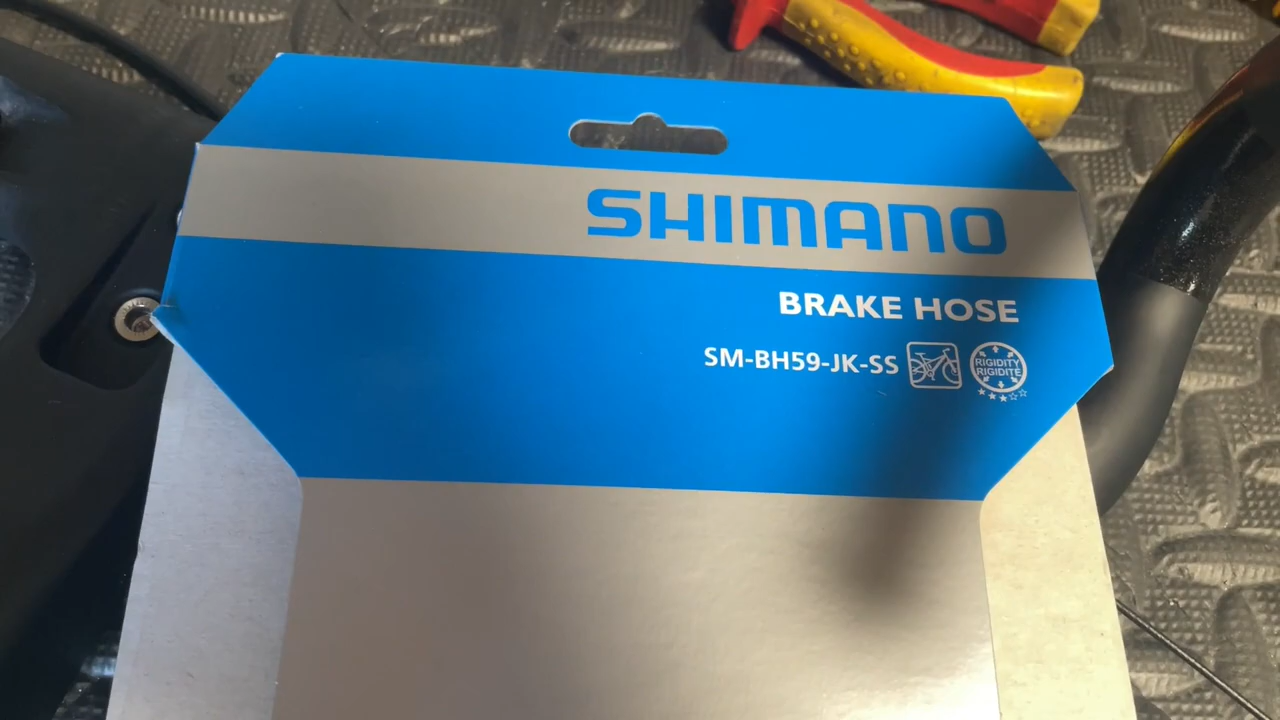 SHIMANO
BRAKE HOSE
SM-BH59-JK-SS
RIGIDITY
RIGIDITE